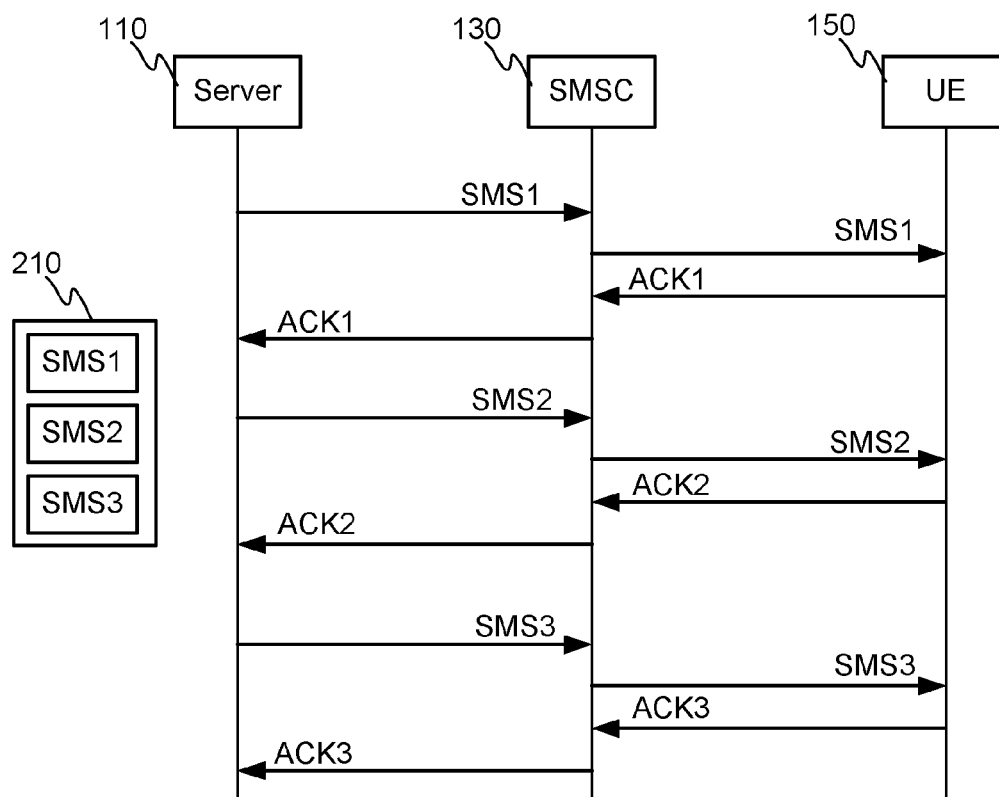 110
130
150
Server
SMSC
UE
SMS1
SMS1
210
ACK1
ACK1
SMS1
SMS2
SMS2
SMS2
ACK2
SMS3
ACK2
SMS3
SMS3
ACK3
ACK3